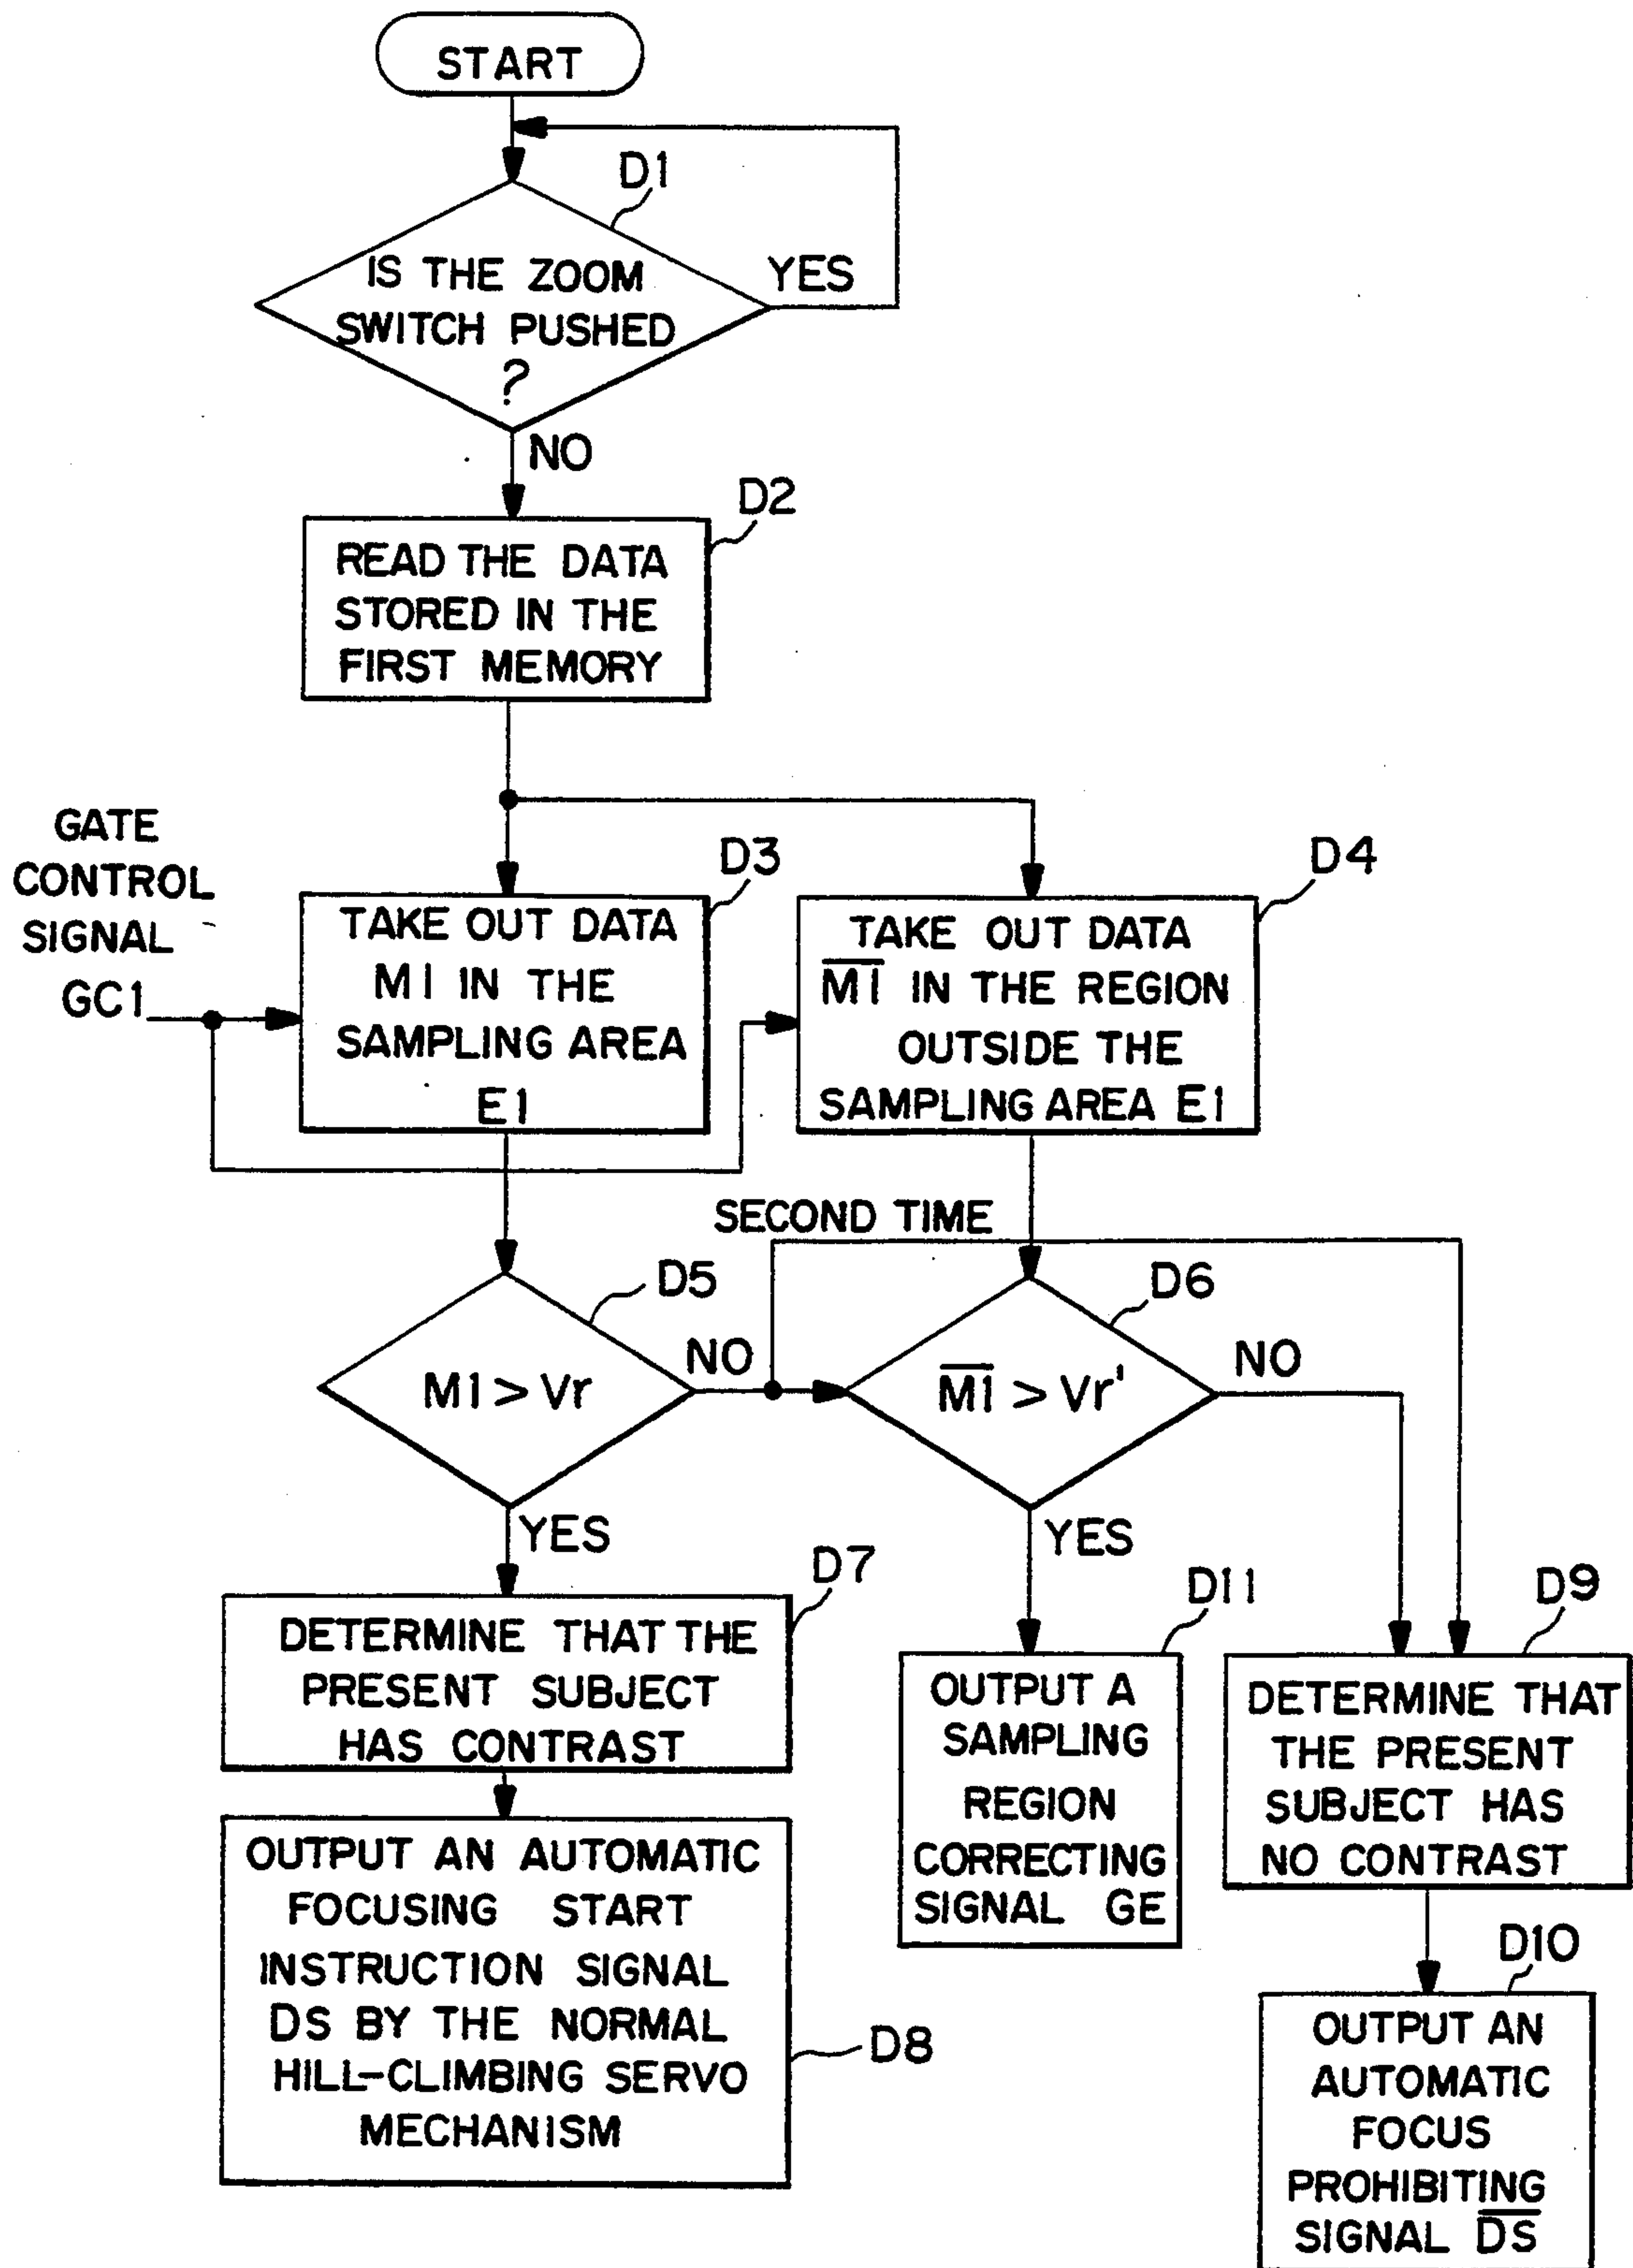 START
D1
IS THE ZOOM
SWITCH PUSHED
?
YES
NO
D2
READ THE DATA
STORED IN THE
FIRST MEMORY
GATE
CONTROL
SIGNAL
GC1
D3
TAKE OUT DATA
M1 IN THE
SAMPLING AREA
E1
D4
TAKE OUT DATA
M̅1̅ IN THE REGION
OUTSIDE THE
SAMPLING AREA E1
SECOND TIME
D5
M1 > Vr
NO
YES
D6
M̅1̅ > Vr'
NO
YES
D7
DETERMINE THAT THE
PRESENT SUBJECT
HAS CONTRAST
D8
OUTPUT AN AUTOMATIC
FOCUSING START
INSTRUCTION SIGNAL
DS BY THE NORMAL
HILL-CLIMBING SERVO
MECHANISM
D11
OUTPUT A
SAMPLING
REGION
CORRECTING
SIGNAL GE
D9
DETERMINE THAT
THE PRESENT
SUBJECT HAS
NO CONTRAST
D10
OUTPUT AN
AUTOMATIC
FOCUS
PROHIBITING
SIGNAL D̅S̅